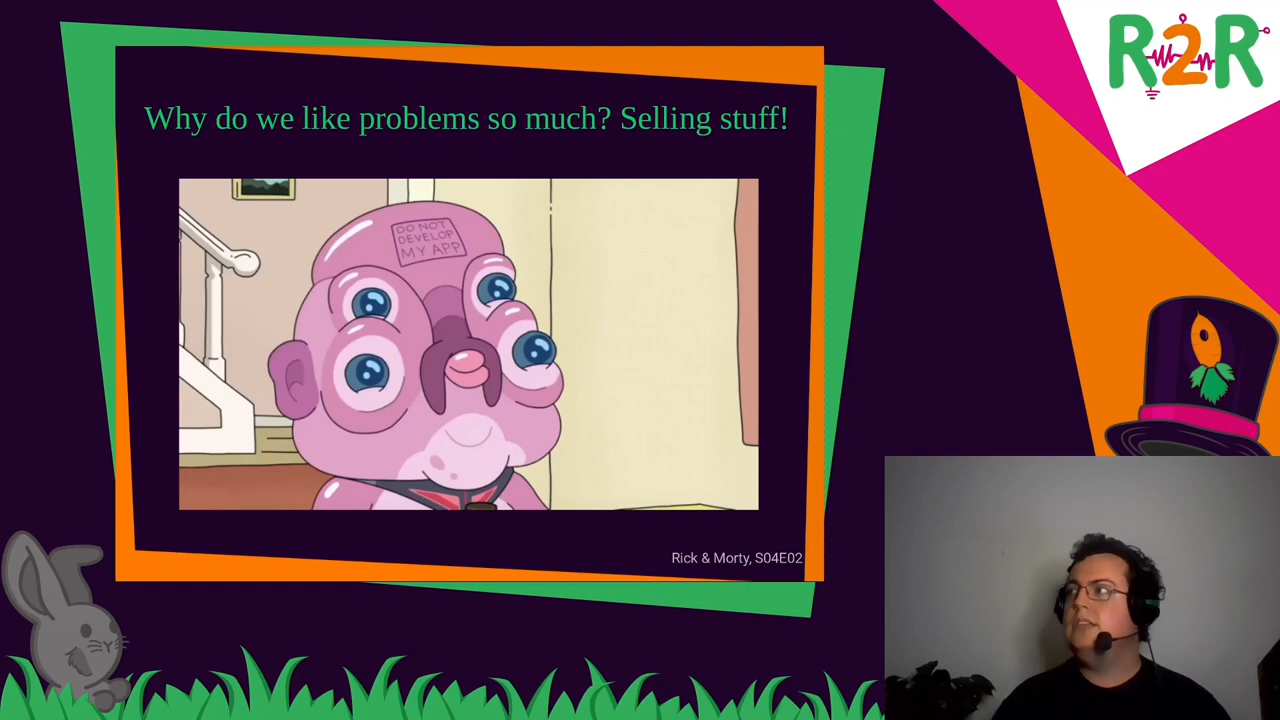 R2R
Why do we like problems so much? Selling stuff!
DO NOT
DEVELOP
MY APP
Rick & Morty, S04E02